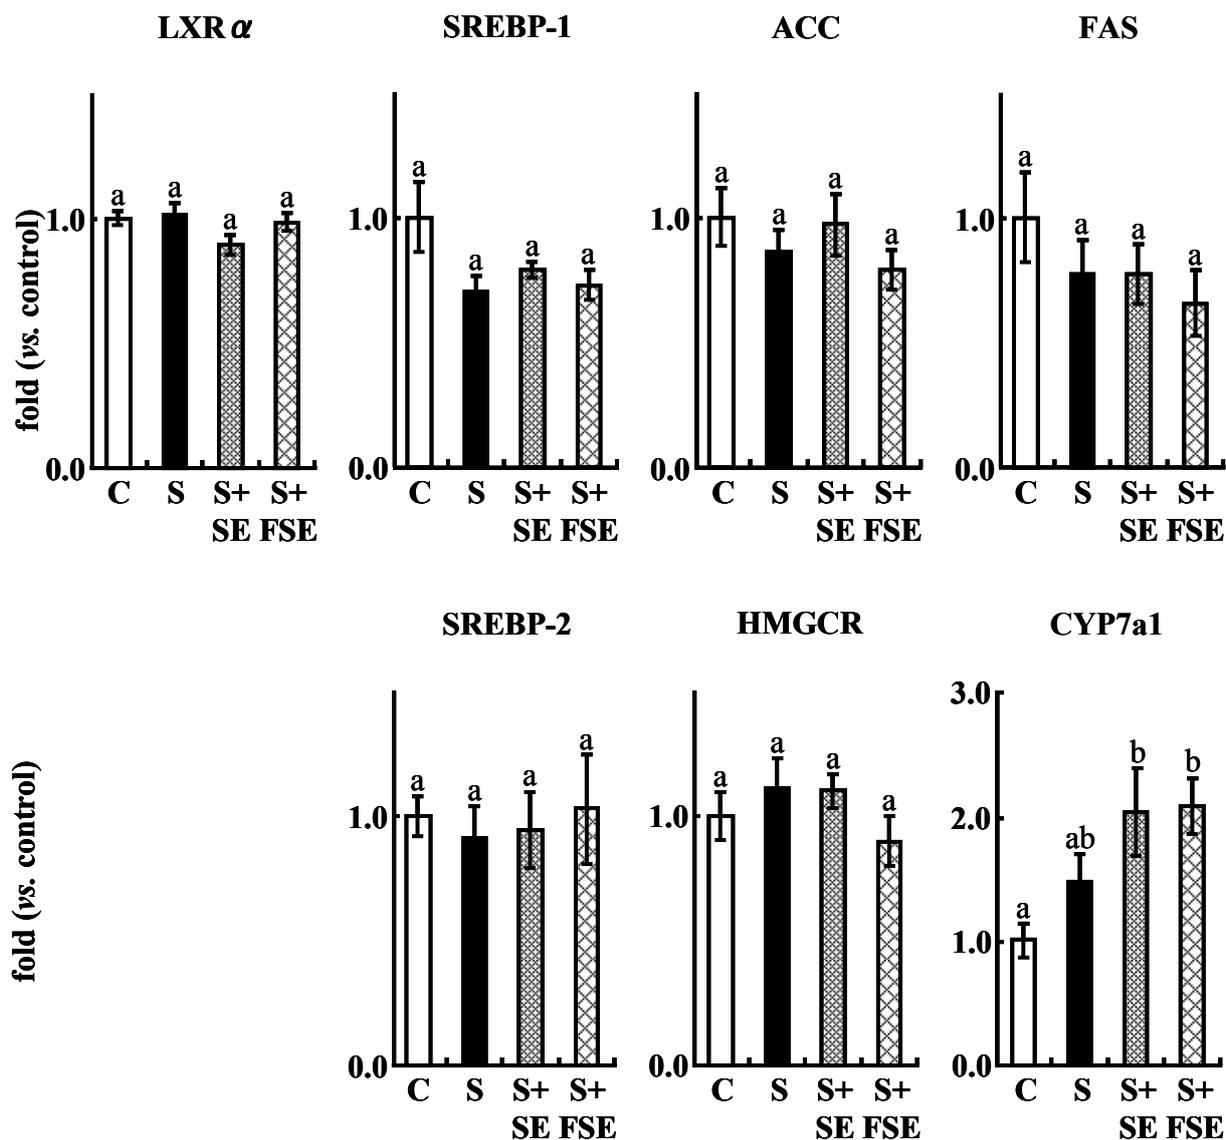 LXRα SREBP-1 ACC FAS
fold (vs. control)
a a a a
1.0
0.0
C S S+ S+
SE FSE
a a a a
1.0
0.0
C S S+ S+
SE FSE
a a a a
1.0
0.0
C S S+ S+
SE FSE
a a a a
1.0
0.0
C S S+ S+
SE FSE
SREBP-2 HMGCR CYP7a1
fold (vs. control)
a a a a
1.0
0.0
C S S+ S+
SE FSE
a a a a
1.0
0.0
C S S+ S+
SE FSE
3.0
a ab b b
2.0
1.0
0.0
C S S+ S+
SE FSE